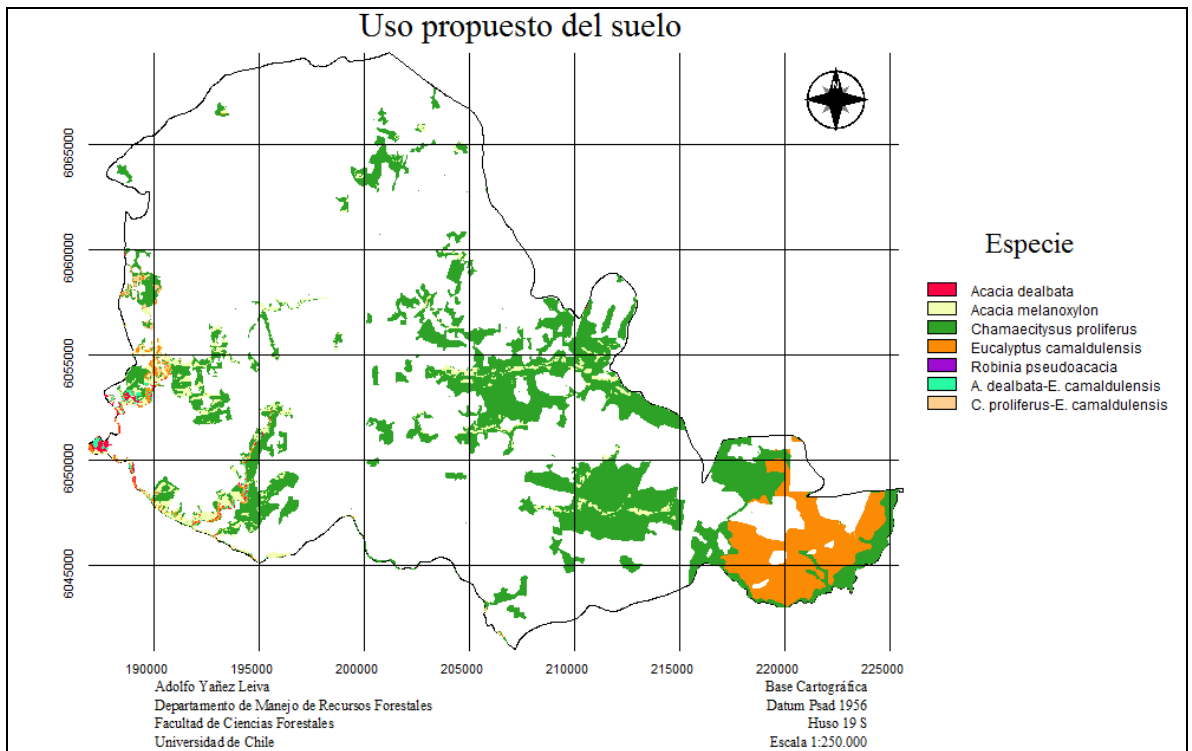 Uso propuesto del suelo
N
6065000
6060000
6055000
6050000
6045000
190000
195000
200000
205000
210000
215000
220000
225000
Especie
Acacia dealbata
Acacia melanoxylon
Chamaecitysus proliferus
Eucalyptus camaldulensis
Robinia pseudoacacia
A. dealbata-E. camaldulensis
C. proliferus-E. camaldulensis
Adolfo Yañez Leiva
Departamento de Manejo de Recursos Forestales
Facultad de Ciencias Forestales
Universidad de Chile
Base Cartográfica
Datum Psad 1956
Huso 19 S
Escala 1:250.000